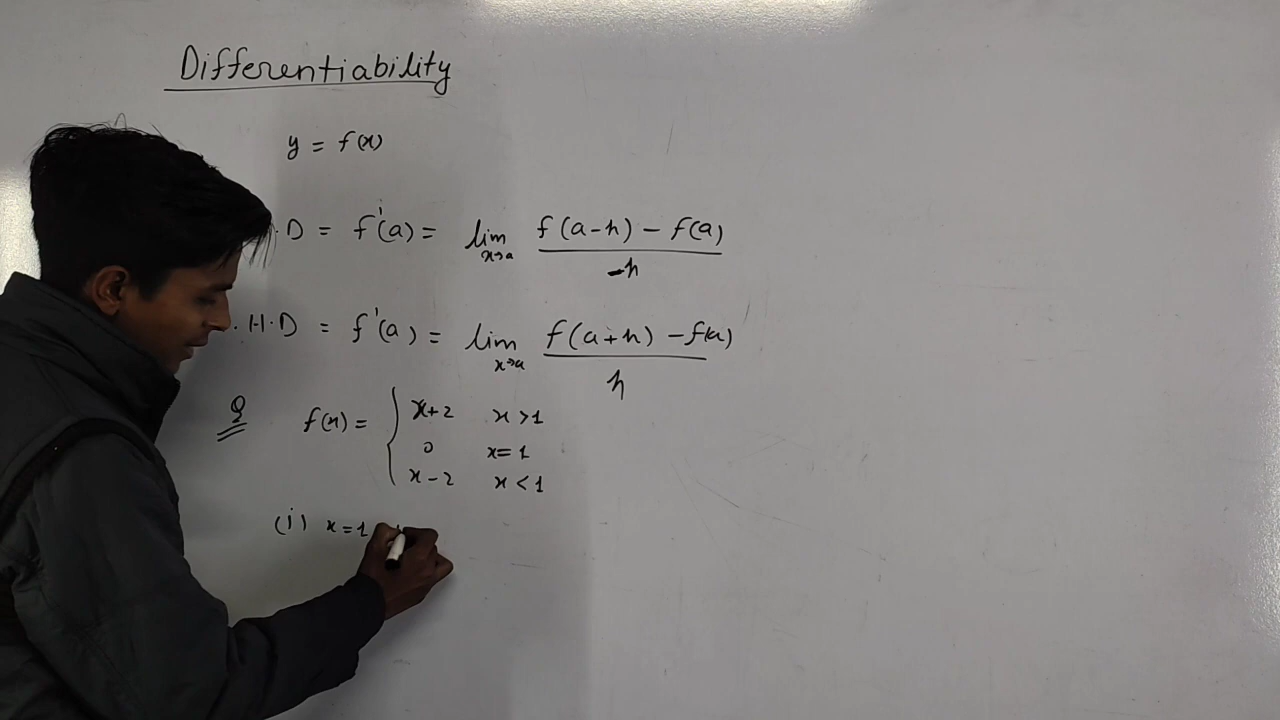 Differentiability
y = f(x)
.D = f'(a) = lim x→a f(a-h) - f(a) / -h
.H.D = f'(a) = lim x→a f(a+h) - f(a) / h
Q f(x) = { x+2 x>1
0 x=1
x-2 x<1
(i) x=1